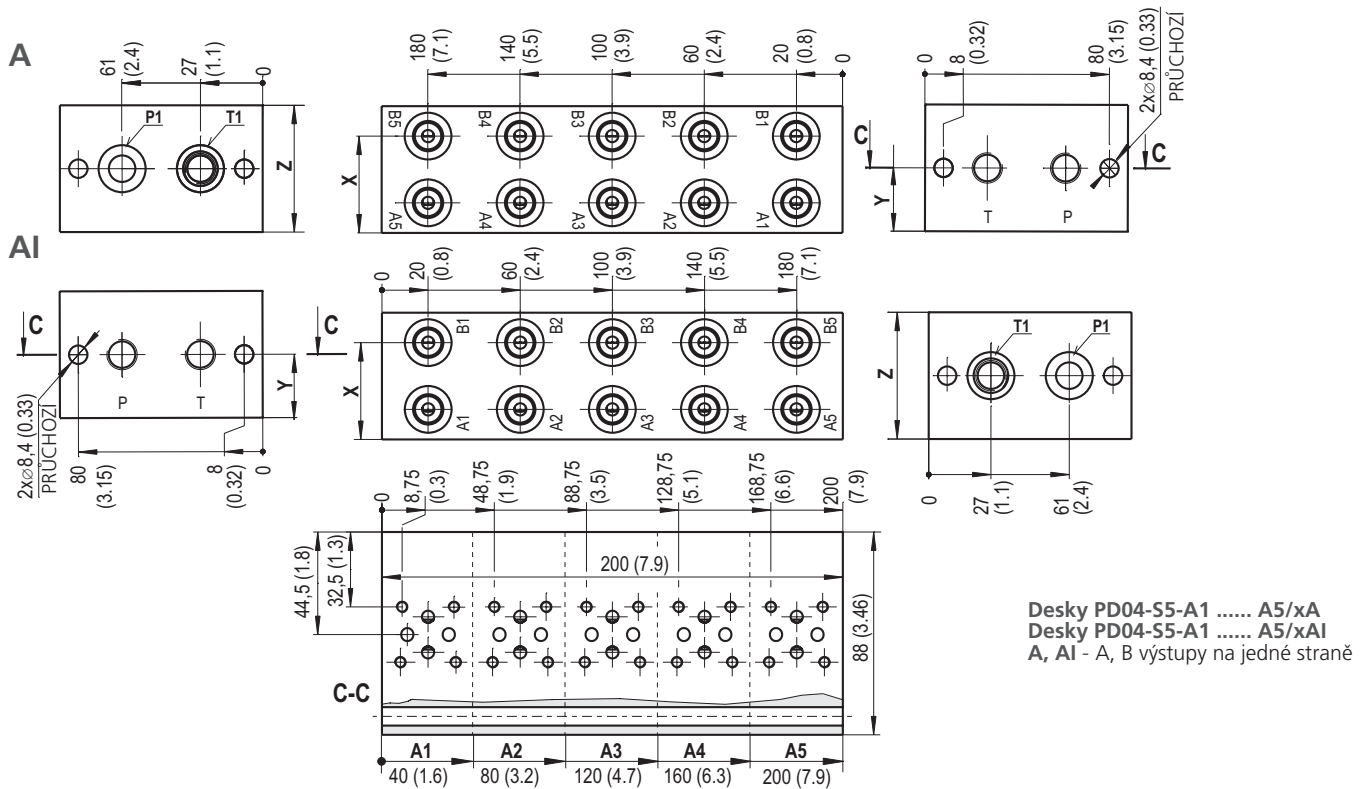 A
61
(2.4)
27
(1.1)
0
P1
T1
Z
180
(7.1)
140
(5.5)
100
(3.9)
60
(2.4)
20
(0.8)
0
B5
B4
B3
B2
B1
X
A5
A4
A3
A2
A1
0
8
(0.32)
80
(3.15)
2x⌀8,4 (0.33)
PRŮCHOZÍ
C
C
Y
T
P
AI
C
P
T
Y
2x⌀8,4 (0.33)
PRŮCHOZÍ
80
(3.15)
8
(0.32)
0
0
20
(0.8)
60
(2.4)
100
(3.9)
140
(5.5)
180
(7.1)
C
B1
B2
B3
B4
B5
X
A1
A2
A3
A4
A5
T1
P1
Z
0
27
(1.1)
61
(2.4)
0
8,75
(0.3)
48,75
(1.9)
88,75
(3.5)
128,75
(5.1)
168,75
(6.6)
200
(7.9)
44,5 (1.8)
32,5 (1.3)
200 (7.9)
88 (3.46)
C-C
A1
A2
A3
A4
A5
40 (1.6)
80 (3.2)
120 (4.7)
160 (6.3)
200 (7.9)
Desky PD04-S5-A1 ...... A5/xA
Desky PD04-S5-A1 ...... A5/xAI
A, AI - A, B výstupy na jedné straně